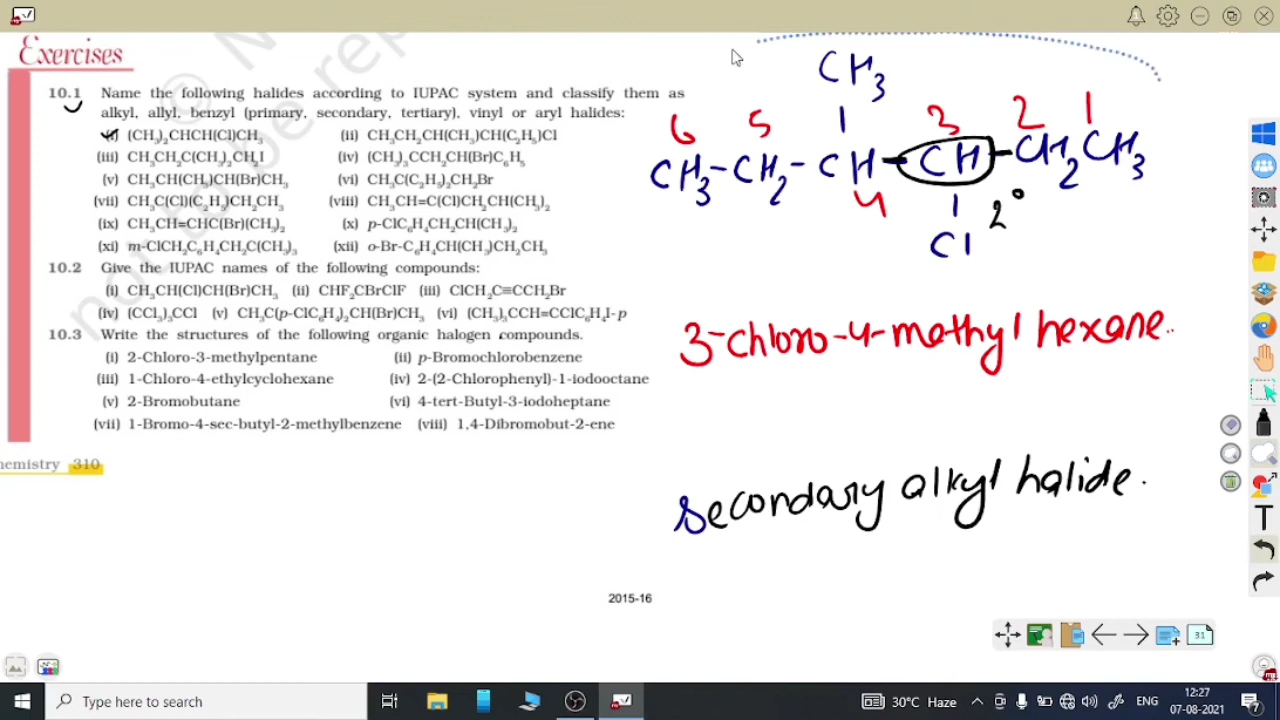 Exercises
10.1 Name the following halides according to IUPAC system and classify them as
alkyl, allyl, benzyl (primary, secondary, tertiary), vinyl or aryl halides:
(i) (CH₃)₂CHCH(Cl)CH₃ (ii) CH₃CH₂CH(CH₃)CH(C₂H₅)Cl
(iii) CH₃CH₂C(CH₃)₂CH₂I (iv) (CH₃)₃CCH₂CH(Br)C₆H₅
(v) CH₃CH(CH₃)CH(Br)CH₃ (vi) CH₃C(C₂H₅)₂CH₂Br
(vii) CH₃C(Cl)(C₂H₅)CH₂CH₃ (viii) CH₃CH=C(Cl)CH₂CH(CH₃)₂
(ix) CH₃CH=CHC(Br)(CH₃)₂ (x) p-ClC₆H₄CH₂CH(CH₃)₂
(xi) m-ClCH₂C₆H₄CH₂C(CH₃)₃ (xii) o-Br-C₆H₄CH(CH₃)CH₂CH₃
10.2 Give the IUPAC names of the following compounds:
(i) CH₃CH(Cl)CH(Br)CH₃ (ii) CHF₂CBrClF (iii) ClCH₂C≡CCH₂Br
(iv) (CCl₃)₃CCl (v) CH₃C(p-ClC₆H₄)₂CH(Br)CH₃ (vi) (CH₃)₃CCH=CClC₆H₄I-p
10.3 Write the structures of the following organic halogen compounds.
(i) 2-Chloro-3-methylpentane (ii) p-Bromochlorobenzene
(iii) 1-Chloro-4-ethylcyclohexane (iv) 2-(2-Chlorophenyl)-1-iodooctane
(v) 2-Bromobutane (vi) 4-tert-Butyl-3-iodoheptane
(vii) 1-Bromo-4-sec-butyl-2-methylbenzene (viii) 1,4-Dibromobut-2-ene
hemistry 310
2015-16
CH₃
6 5 3 2 1
CH₃-CH₂-CH-CH-CH₂CH₃
4 2°
Cl
3-chloro-4-methyl hexane..
secondary alkyl halide.
T
31
Type here to search
30°C Haze
ENG
12:27
07-08-2021
7